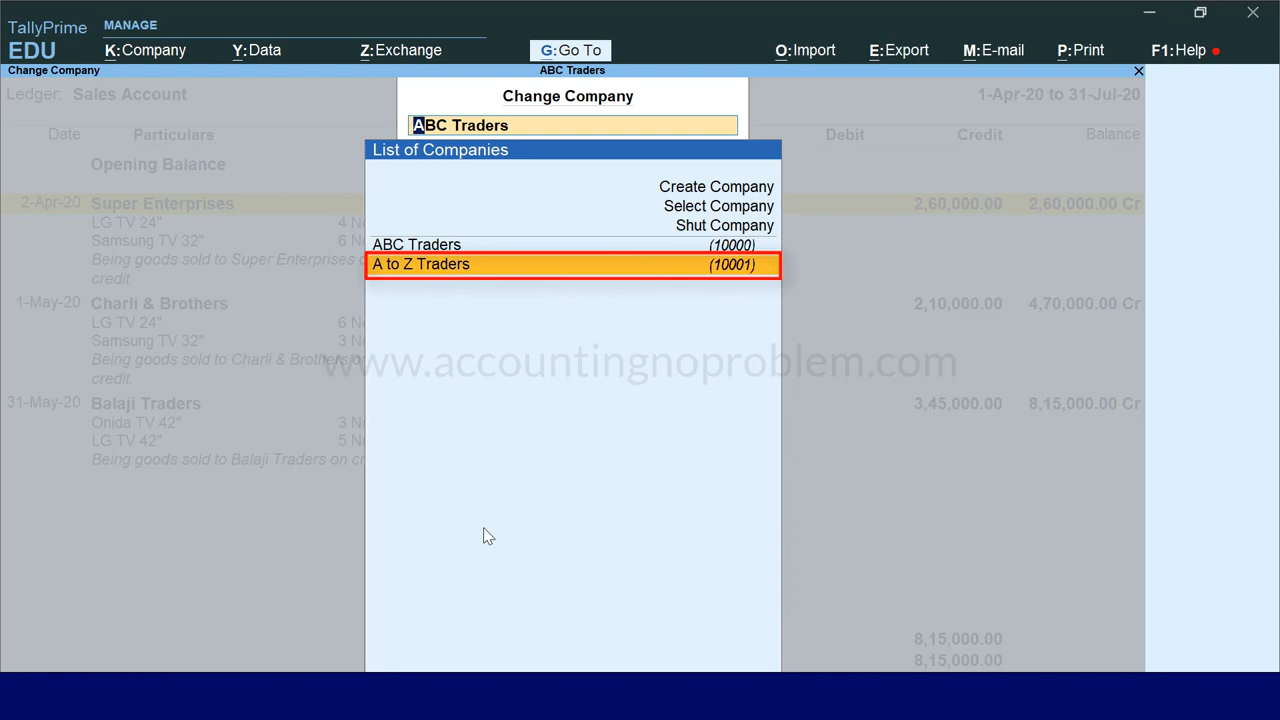 TallyPrime
EDU
MANAGE
K:Company Y:Data Z:Exchange G:Go To O:Import E:Export M:E-mail P:Print F1:Help
Change Company ABC Traders
Ledger: Sales Account 1-Apr-20 to 31-Jul-20
Change Company
ABC Traders
Date Particulars Debit Credit Balance
List of Companies
Create Company
Select Company
Shut Company
ABC Traders (10000)
A to Z Traders (10001)
Opening Balance
2-Apr-20 Super Enterprises 2,60,000.00 2,60,000.00 Cr
LG TV 24" 4
Samsung TV 32" 6
Being goods sold to Super Enterprises
credit.
1-May-20 Charli & Brothers 2,10,000.00 4,70,000.00 Cr
LG TV 24" 6
Samsung TV 32" 3
Being goods sold to Charli & Brothers
credit.
www.accountingnoproblem.com
31-May-20 Balaji Traders 3,45,000.00 8,15,000.00 Cr
Onida TV 42" 3
LG TV 42" 5
Being goods sold to Balaji Traders on
8,15,000.00
8,15,000.00